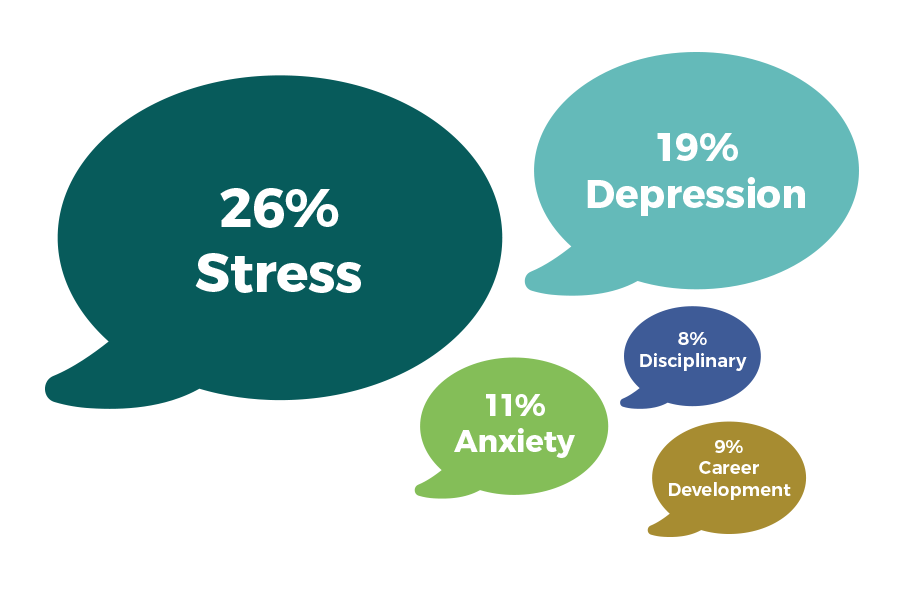 26%
Stress
19%
Depression
8%
Disciplinary
11%
Anxiety
9%
Career
Development